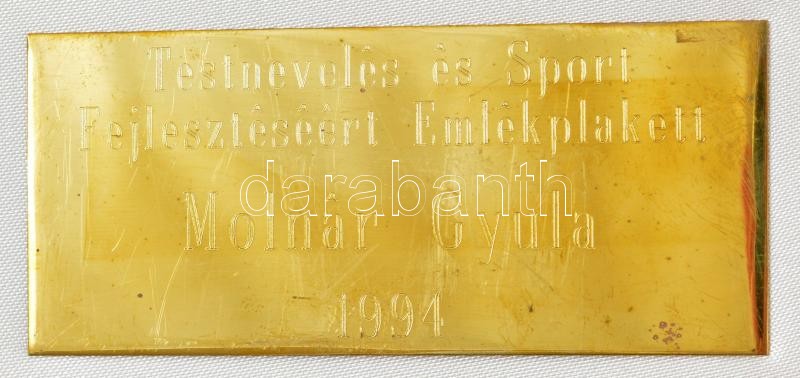 Testnevelés és Sport
Fejlesztéséért Emlékplakett
darabanth
Molnár Gyula
1994